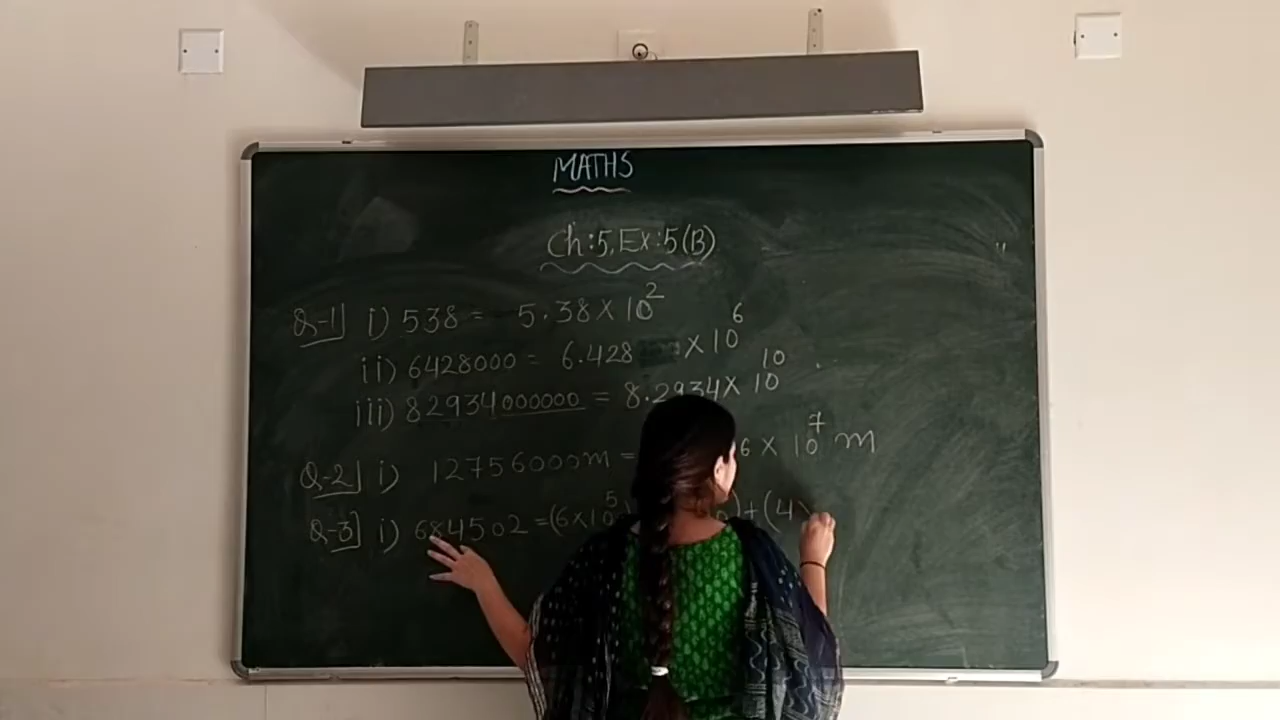 MATHS
Ch:5, Ex:5(B)
Q-1] i) 538 = 5.38 × 10²
ii) 6428000 = 6.428 × 10⁶
iii) 82934000000 = 8.2934 × 10¹⁰
Q-2] i) 12756000m = 6 × 10⁷ m
Q-3] i) 684502 = (6×10⁵) + (4×